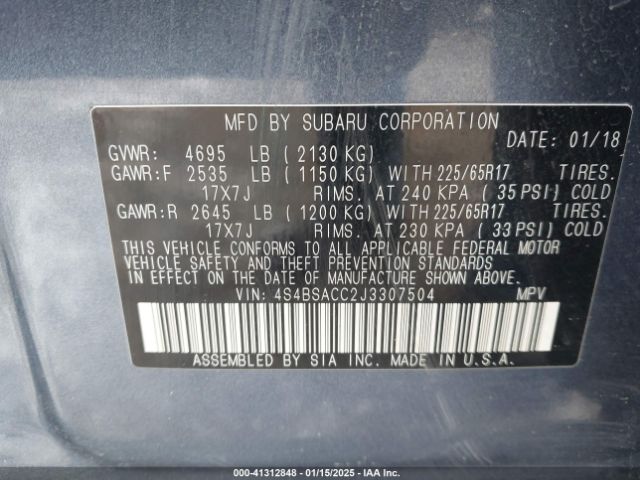 MFD BY SUBARU CORPORATION
DATE: 01/18
GVWR: 4695 LB ( 2130 KG)
GAWR:F 2535 LB ( 1150 KG) WITH 225/65R17 TIRES.
17X7J RIMS. AT 240 KPA ( 35 PSI) COLD
GAWR:R 2645 LB ( 1200 KG) WITH 225/65R17 TIRES.
17X7J RIMS. AT 230 KPA ( 33 PSI) COLD
THIS VEHICLE CONFORMS TO ALL APPLICABLE FEDERAL MOTOR
VEHICLE SAFETY AND THEFT PREVENTION STANDARDS
IN EFFECT ON THE DATE OF MANUFACTURE SHOWN ABOVE.
VIN: 4S4BSACC2J3307504 MPV
ASSEMBLED BY SIA INC. MADE IN U.S.A.
000-41312848 - 01/15/2025 - IAA, Inc.